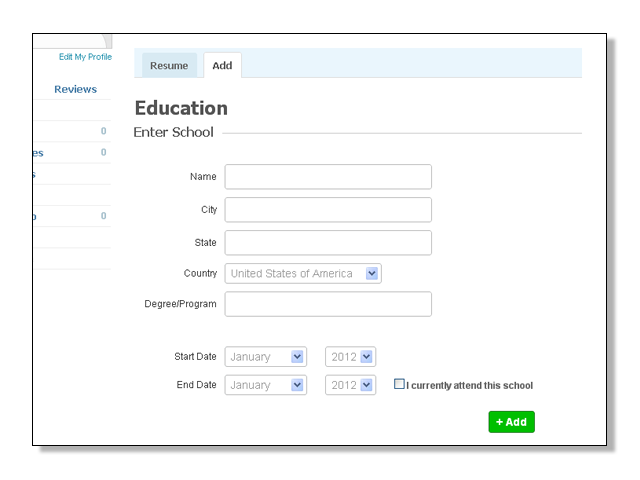 Edit My Profile
Reviews
0
es 0
0
Resume Add
Education
Enter School
Name
City
State
Country United States of America
Degree/Program
Start Date January 2012
End Date January 2012 I currently attend this school
+ Add